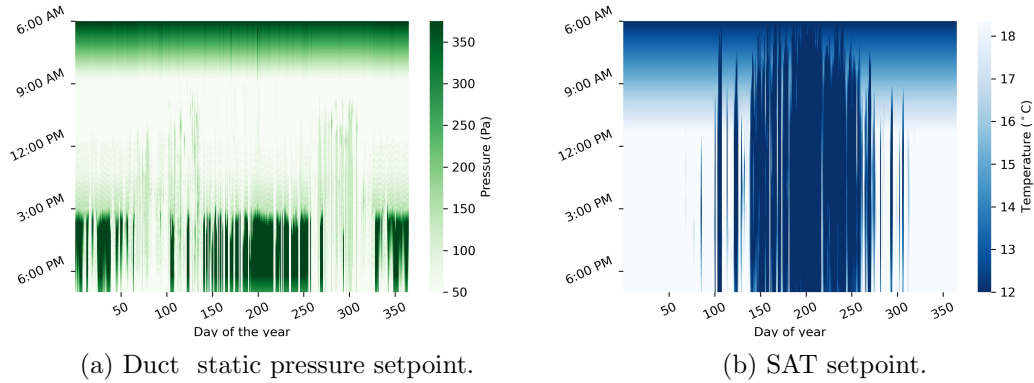 6:00 AM
9:00 AM
12:00 PM
3:00 PM
6:00 PM
50
100
150
200
250
300
350
Day of the year
350
300
250
200
150
100
50
Pressure (Pa)
(a) Duct static pressure setpoint.
6:00 AM
9:00 AM
12:00 PM
3:00 PM
6:00 PM
50
100
150
200
250
300
350
Day of year
18
17
16
15
14
13
12
Temperature (°C)
(b) SAT setpoint.